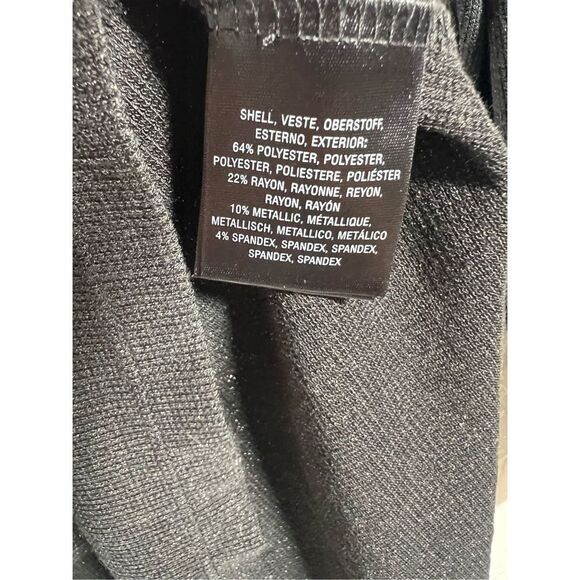 SHELL, VESTE, OBERSTOFF,
ESTERNO, EXTERIOR:
64% POLYESTER, POLYESTER,
POLYESTER, POLIESTERE, POLIÉSTER
22% RAYON, RAYONNE, REYON,
RAYON, RAYÓN
10% METALLIC, MÉTALLIQUE,
METALLISCH, METALLICO, METÁLICO
4% SPANDEX, SPANDEX, SPANDEX,
SPANDEX, SPANDEX